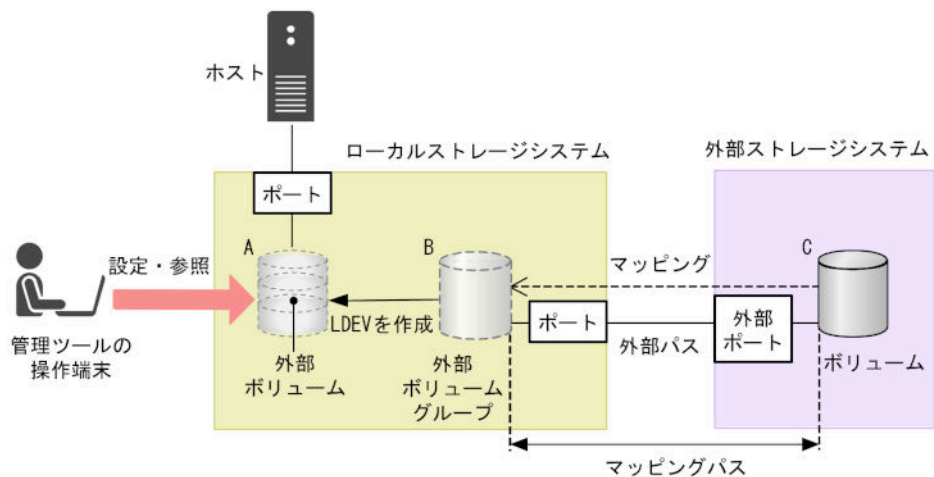 ホスト
ローカルストレージシステム
外部ストレージシステム
ポート
A
B
C
設定・参照
マッピング
LDEVを作成
ポート
外部
ポート
外部パス
管理ツールの
操作端末
外部
ボリューム
外部
ボリューム
グループ
ボリューム
マッピングパス